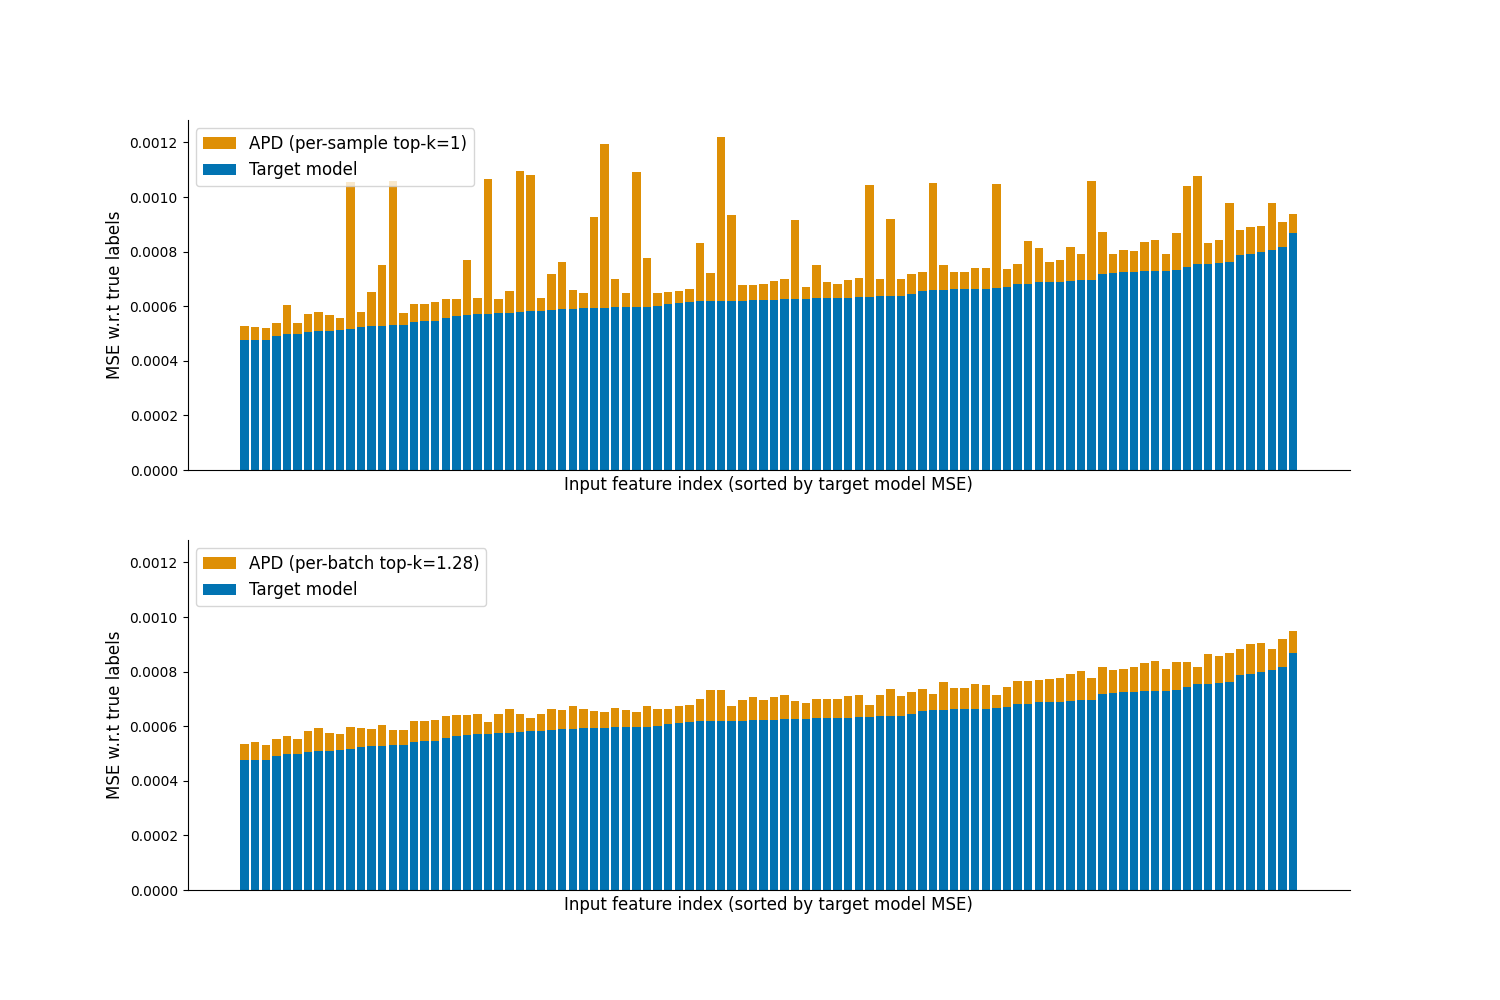 APD (per-sample top-k=1)
Target model
0.0012
0.0010
0.0008
0.0006
0.0004
0.0002
0.0000
MSE w.r.t true labels
Input feature index (sorted by target model MSE)
APD (per-batch top-k=1.28)
Target model
0.0012
0.0010
0.0008
0.0006
0.0004
0.0002
0.0000
MSE w.r.t true labels
Input feature index (sorted by target model MSE)